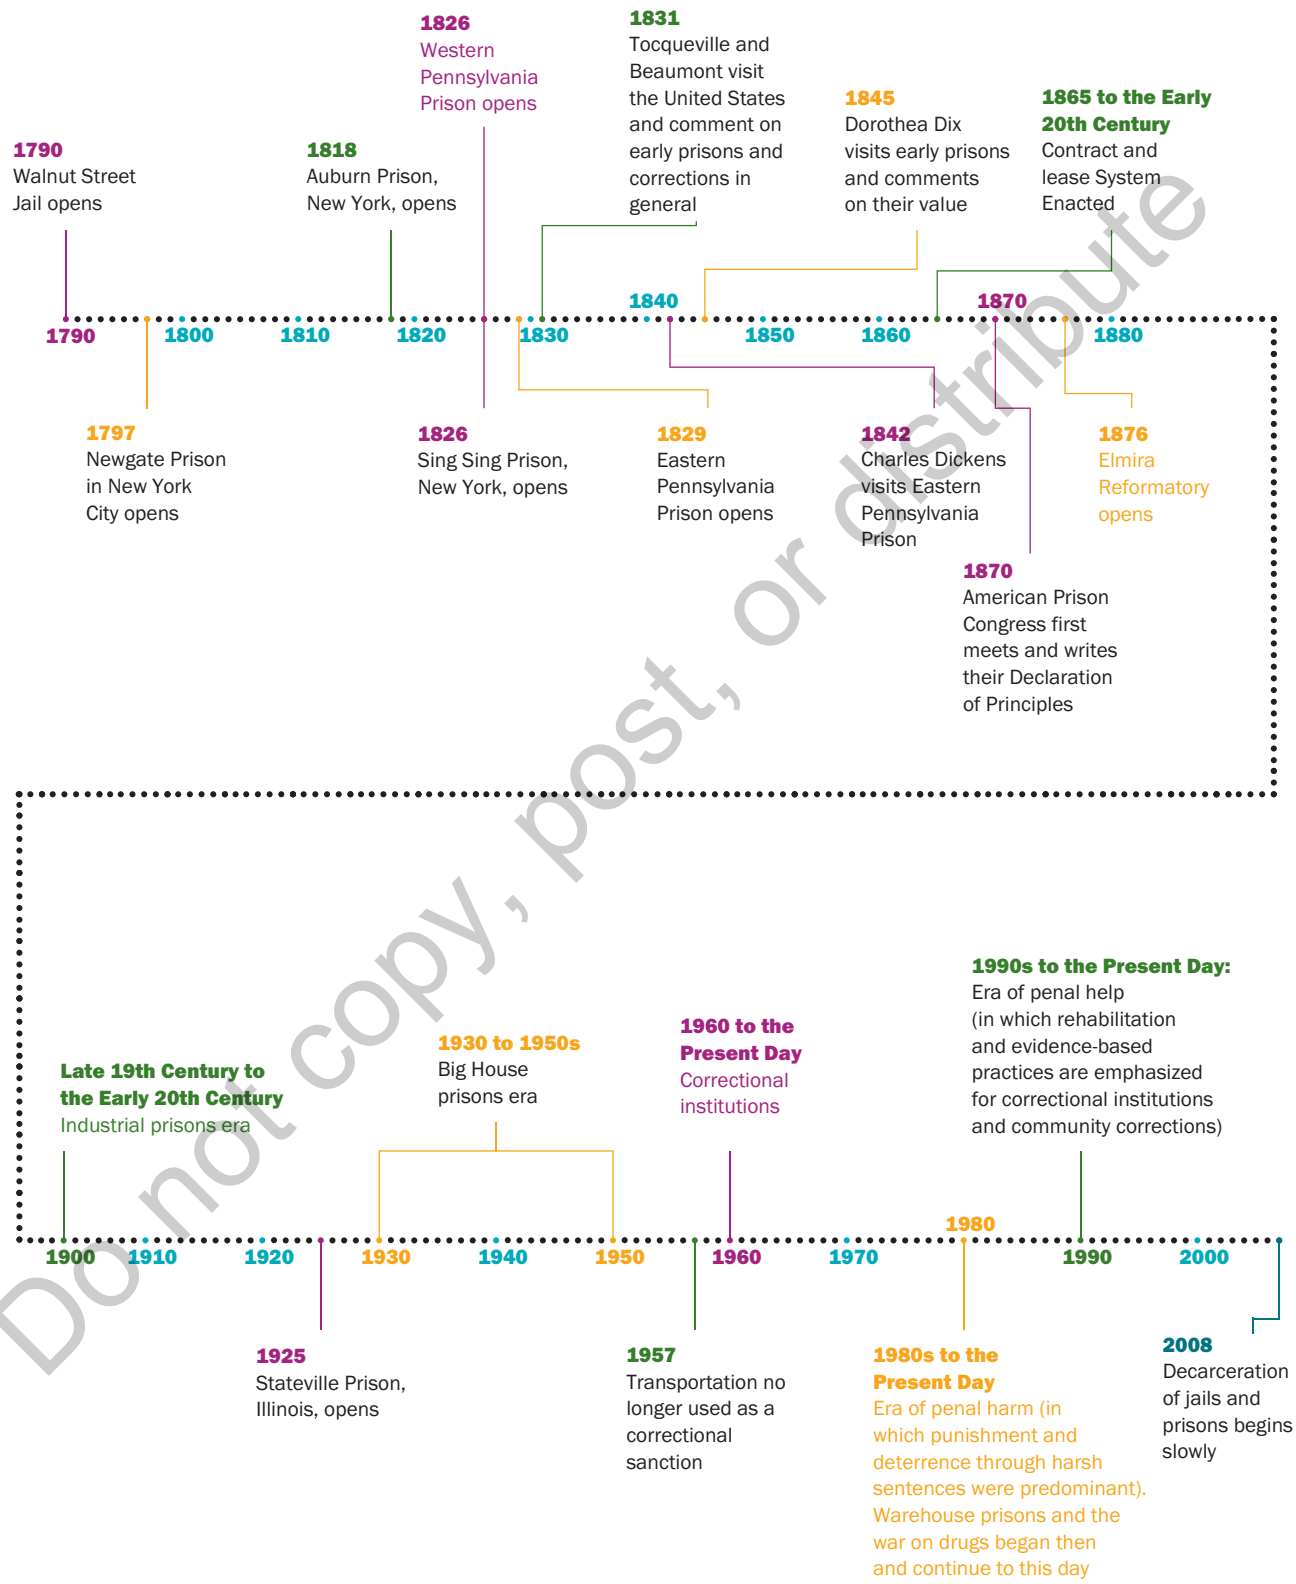 1826
Western
Pennsylvania
Prison opens
1831
Tocqueville and
Beaumont visit
the United States
and comment on
early prisons and
corrections in
general
1845
Dorothea Dix
visits early prisons
and comments
on their value
1865 to the Early
20th Century
Contract and
lease System
Enacted
1790
Walnut Street
Jail opens
1818
Auburn Prison,
New York, opens
1790
1800
1810
1820
1830
1840
1850
1860
1870
1880
1797
Newgate Prison
in New York
City opens
1826
Sing Sing Prison,
New York, opens
1829
Eastern
Pennsylvania
Prison opens
1842
Charles Dickens
visits Eastern
Pennsylvania
Prison
1876
Elmira
Reformatory
opens
1870
American Prison
Congress first
meets and writes
their Declaration
of Principles
Late 19th Century to
the Early 20th Century
Industrial prisons era
1930 to 1950s
Big House
prisons era
1960 to the
Present Day
Correctional
institutions
1990s to the Present Day:
Era of penal help
(in which rehabilitation
and evidence-based
practices are emphasized
for correctional institutions
and community corrections)
1900
1910
1920
1930
1940
1950
1960
1970
1980
1990
2000
1925
Stateville Prison,
Illinois, opens
1957
Transportation no
longer used as a
correctional
sanction
1980s to the
Present Day
Era of penal harm (in
which punishment and
deterrence through harsh
sentences were predominant).
Warehouse prisons and the
war on drugs began then
and continue to this day
2008
Decarceration
of jails and
prisons begins
slowly
Do not copy, post, or distribute